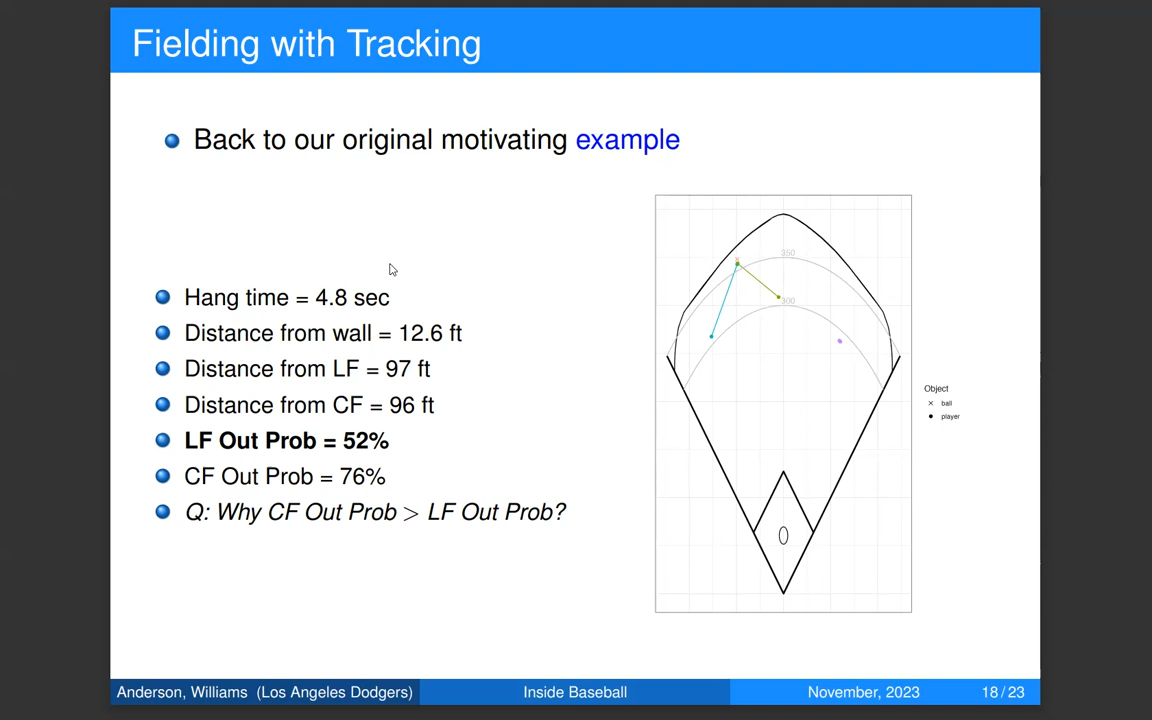 Fielding with Tracking
Back to our original motivating example
Hang time = 4.8 sec
Distance from wall = 12.6 ft
Distance from LF = 97 ft
Distance from CF = 96 ft
LF Out Prob = 52%
CF Out Prob = 76%
Q: Why CF Out Prob > LF Out Prob?
350
300
Object
ball
player
Anderson, Williams (Los Angeles Dodgers)
Inside Baseball
November, 2023
18 / 23